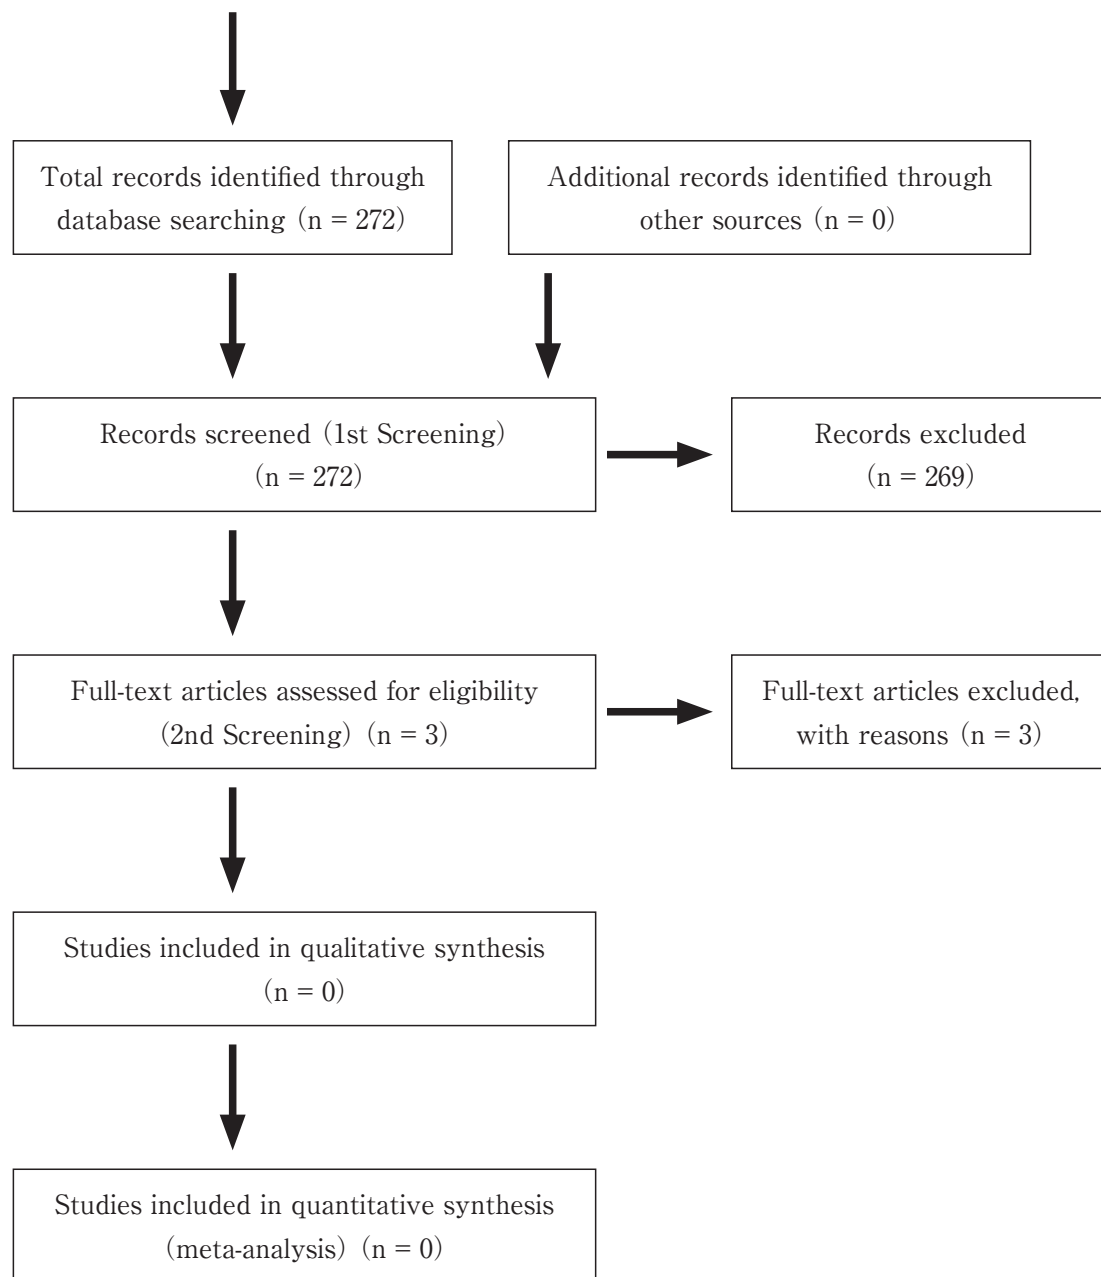 Total records identified through
database searching (n = 272)
Additional records identified through
other sources (n = 0)
Records screened (1st Screening)
(n = 272)
Records excluded
(n = 269)
Full-text articles assessed for eligibility
(2nd Screening) (n = 3)
Full-text articles excluded,
with reasons (n = 3)
Studies included in qualitative synthesis
(n = 0)
Studies included in quantitative synthesis
(meta-analysis) (n = 0)